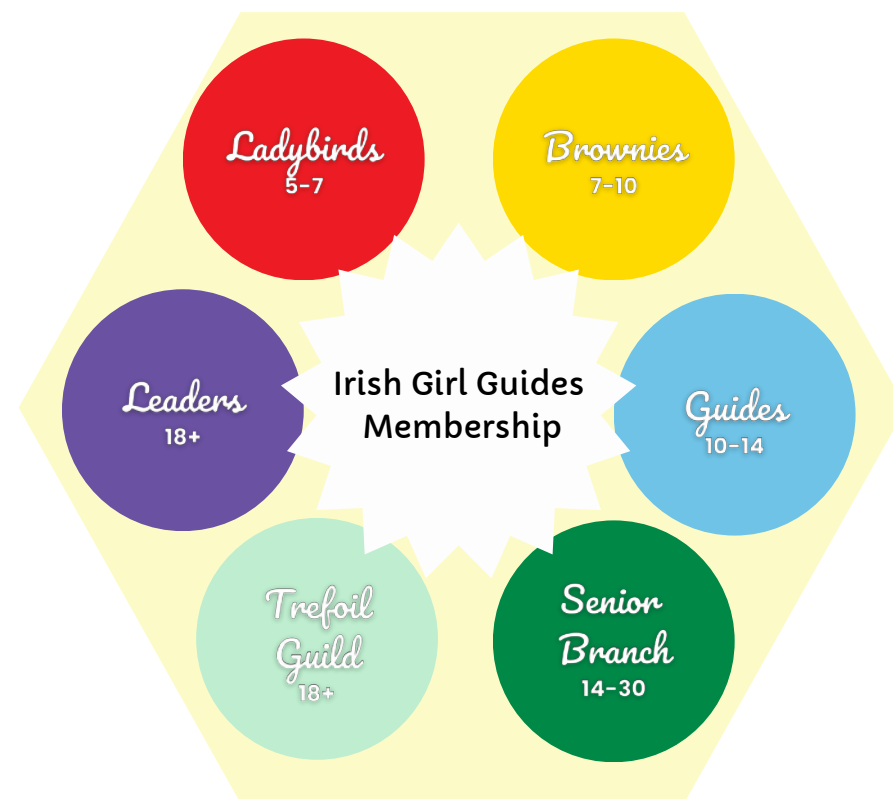 Ladybirds
5-7
Brownies
7-10
Leaders
18+
Irish Girl Guides
Membership
Guides
10-14
Trefoil
Guild
18+
Senior
Branch
14-30